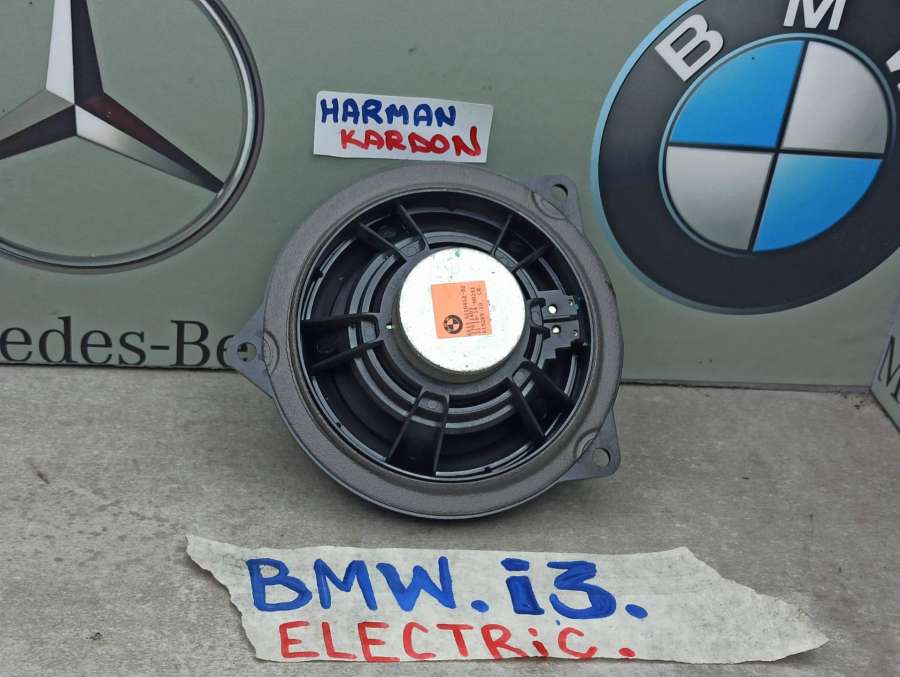 HARMAN
KARDON
BMW
edes-Be
BMW. i3.
ELECTRiC.